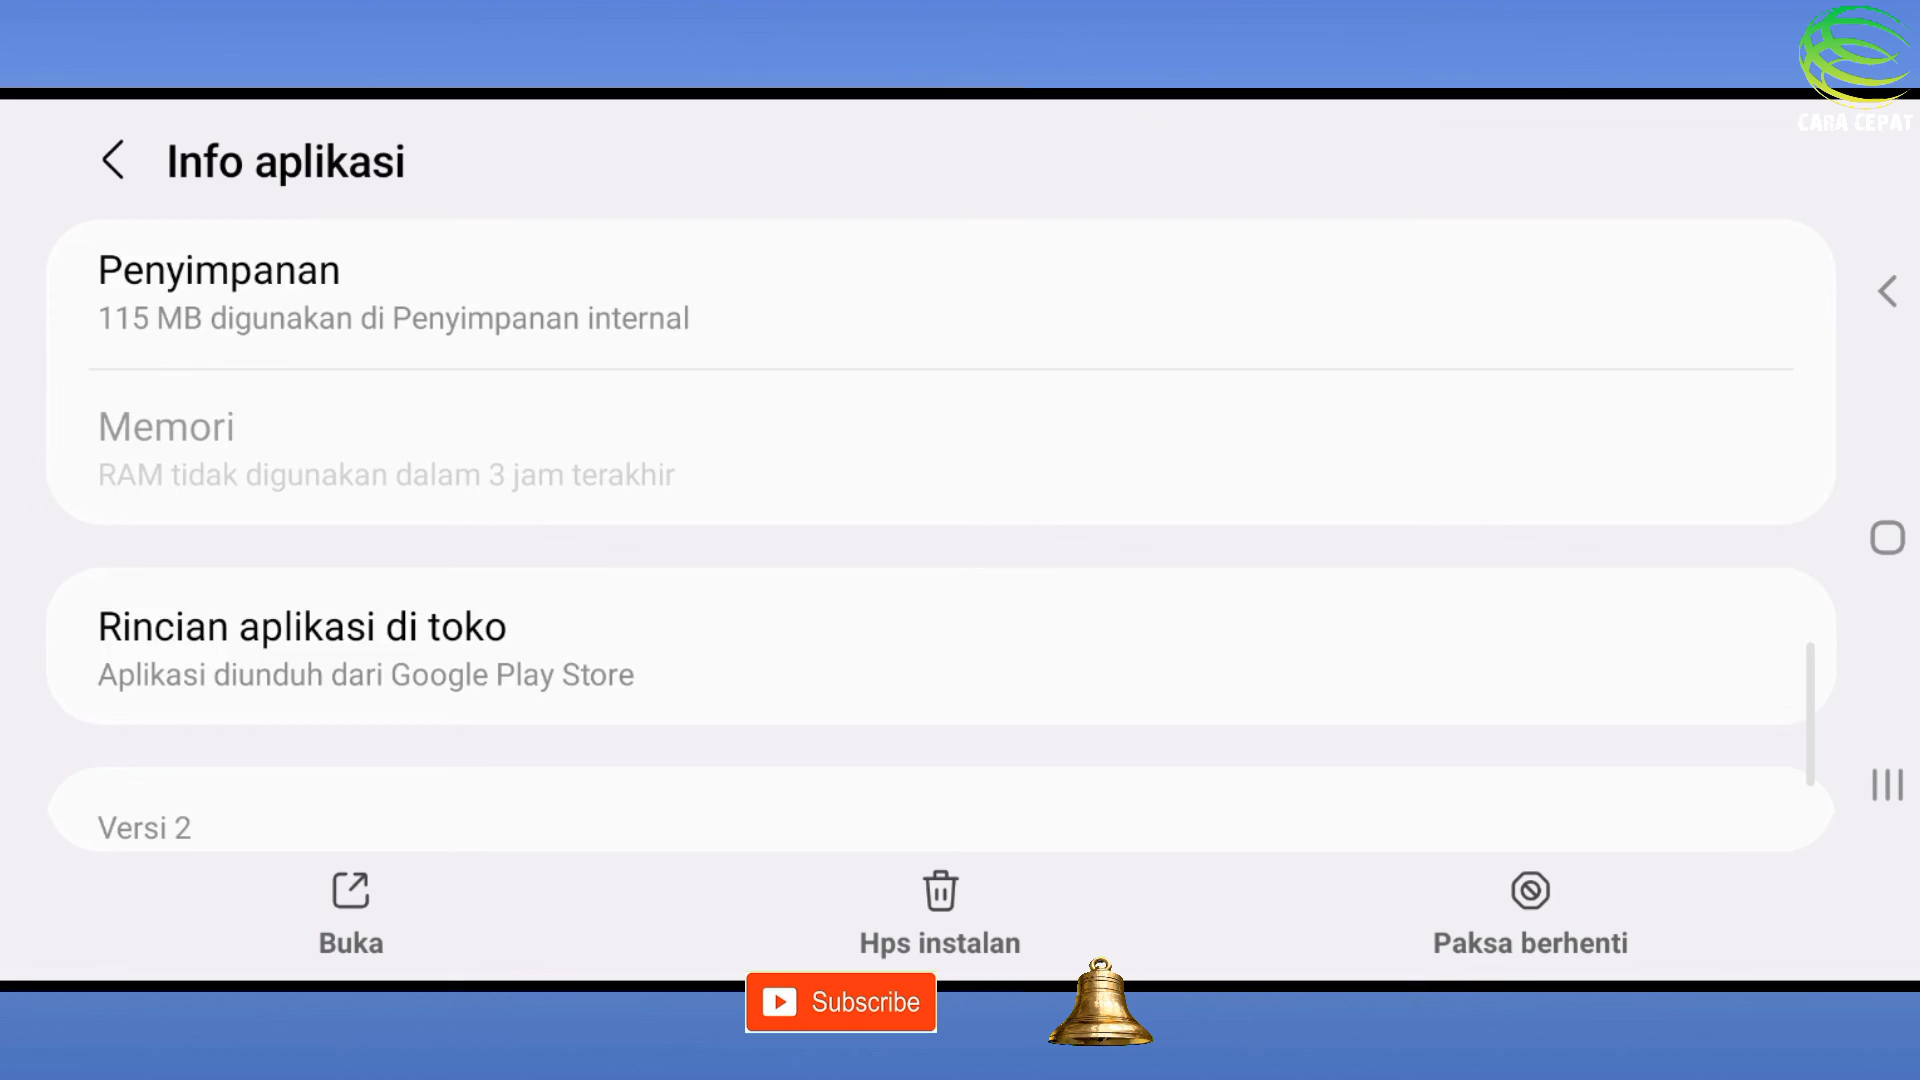 CARA CEPAT
Info aplikasi
Penyimpanan
115 MB digunakan di Penyimpanan internal
Memori
RAM tidak digunakan dalam 3 jam terakhir
Rincian aplikasi di toko
Aplikasi diunduh dari Google Play Store
Versi 2
Buka
Hps instalan
Paksa berhenti
Subscribe